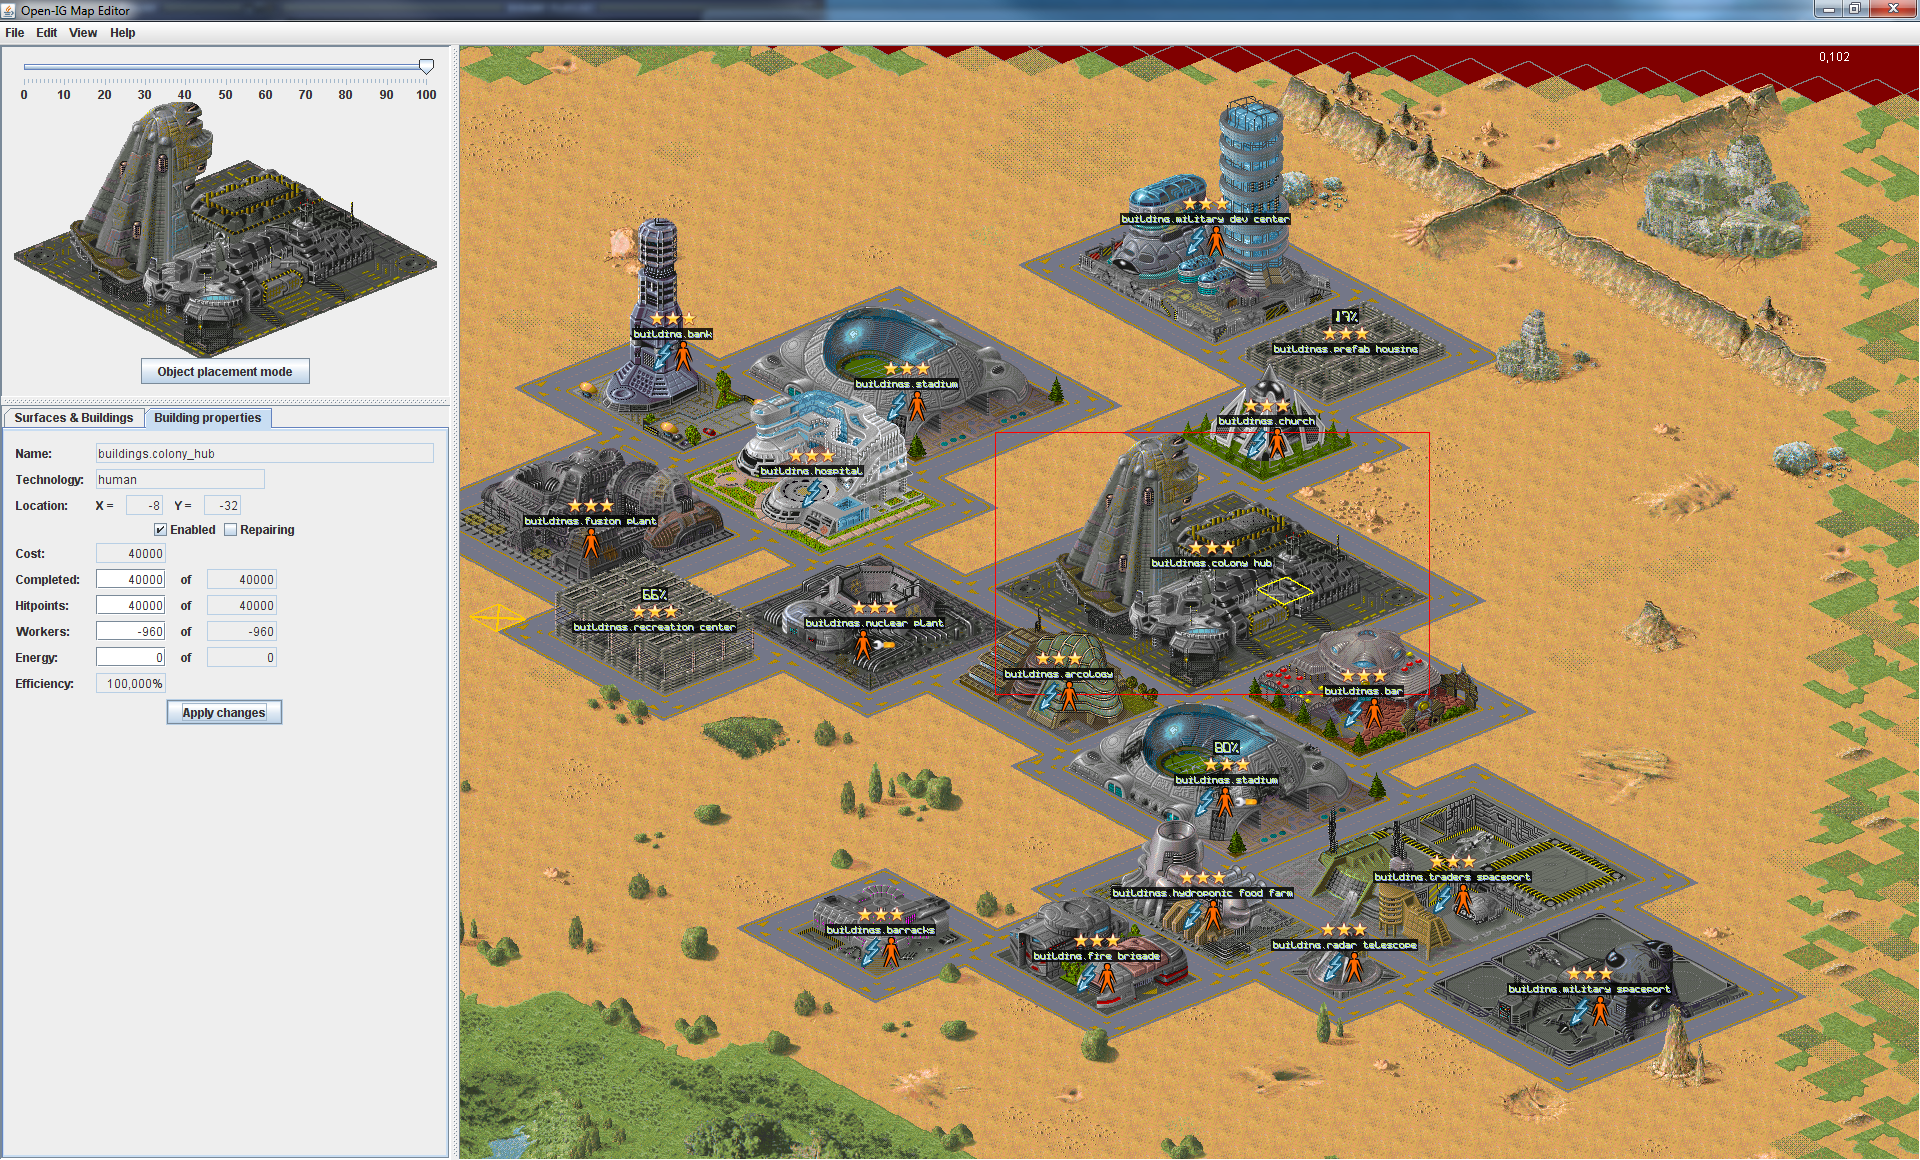 Open-IG Map Editor
File Edit View Help
0 10 20 30 40 50 60 70 80 90 100
Object placement mode
Surfaces & Buildings Building properties
Name: buildings.colony_hub
Technology: human
Location: X = -8 Y = -32
Enabled Repairing
Cost: 40000
Completed: 40000 of 40000
Hitpoints: 40000 of 40000
Workers: -960 of -960
Energy: 0 of 0
Efficiency: 100,000%
Apply changes
0,102
building.military dev center
17%
buildings.prefab housing
building.bank
buildings.stadium
buildings.church
building.hospital
buildings.fusion plant
buildings.colony hub
66%
buildings.recreation center
buildings.nuclear plant
buildings.arcology
buildings.bar
80%
buildings.stadium
building.traders spaceport
buildings.hydroponic food farm
buildings.barracks
building.radar telescope
building.fire brigade
building.military spaceport